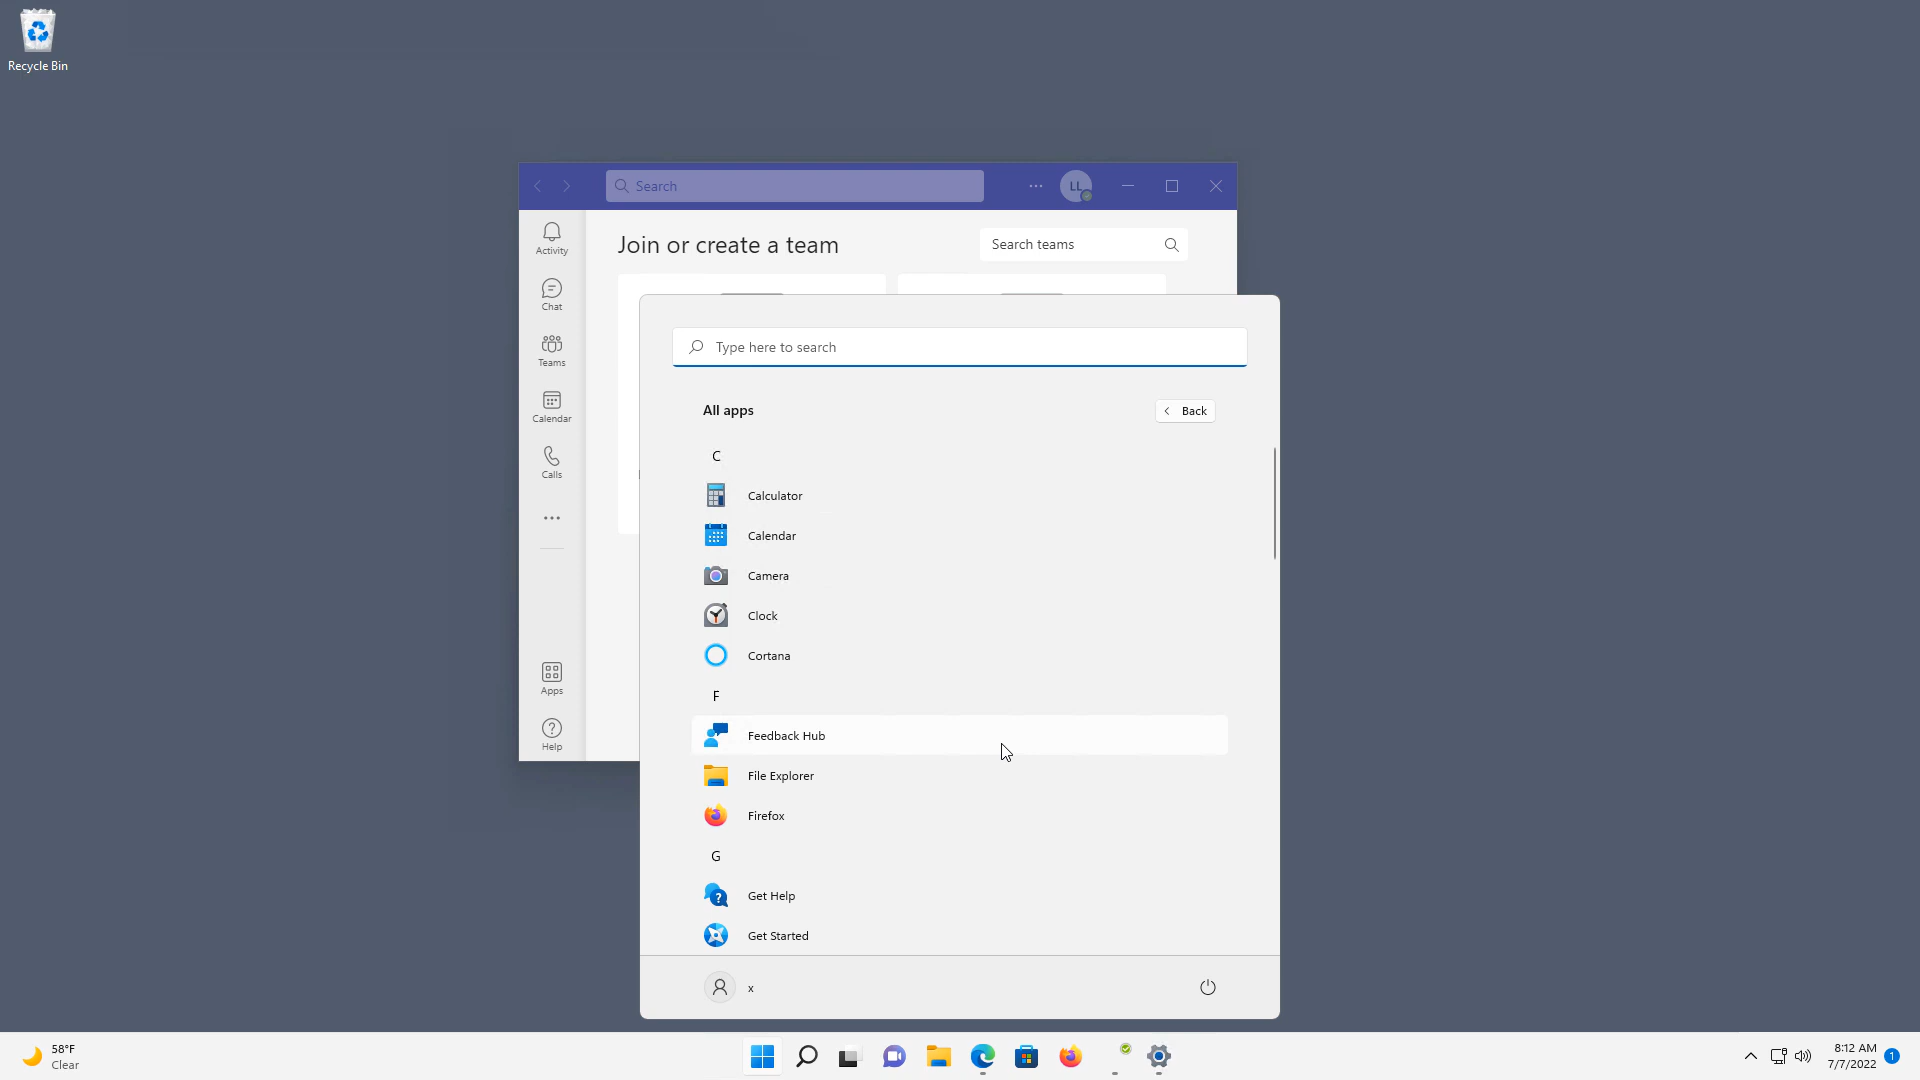 Recycle Bin
Search
LL
Activity
Chat
Teams
Calendar
Calls
Apps
Help
Join or create a team
Search teams
Type here to search
All apps
Back
C
Calculator
Calendar
Camera
Clock
Cortana
F
Feedback Hub
File Explorer
Firefox
G
Get Help
Get Started
x
58°F
Clear
8:12 AM
7/7/2022
1